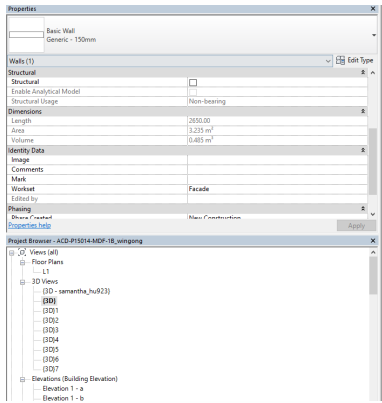 Properties
Basic Wall
Generic - 150mm
Walls (1)
Edit Type
Structural
Structural
Enable Analytical Model
Structural Usage Non-bearing
Dimensions
Length 2850.00
Area 3.235 m²
Volume 0.485 m³
Identity Data
Image
Comments
Mark
Workset Facade
Edited by
Phasing
Phase Created New Construction
Properties help
Apply
Project Browser - ACD-P15014-MDF-1B_wingong
Views (all)
Floor Plans
L1
3D Views
(3D - samantha_hu923)
{3D}
{3D}1
{3D}2
{3D}3
{3D}4
{3D}5
{3D}6
{3D}7
Elevations (Building Elevation)
Elevation 1 - a
Elevation 1 - b